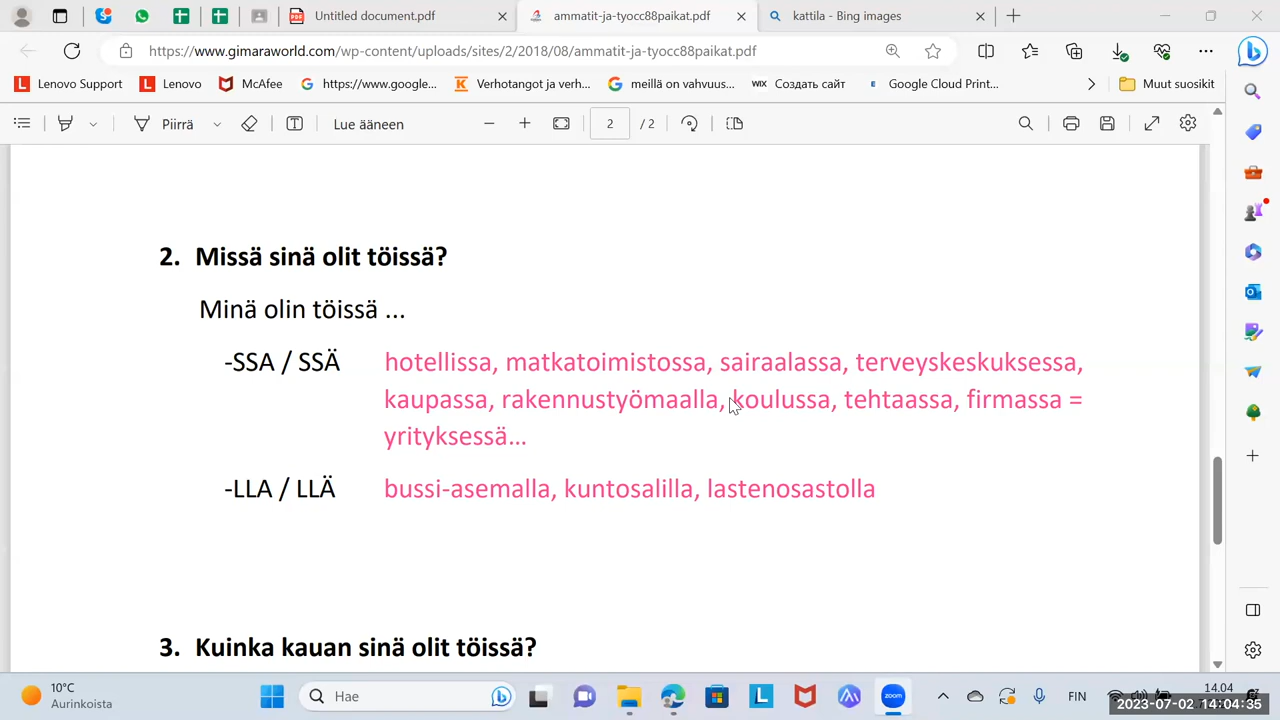 Untitled document.pdf
ammatit-ja-tyocc88paikat.pdf
kattila - Bing images
https://www.gimaraworld.com/wp-content/uploads/sites/2/2018/08/ammatit-ja-tyocc88paikat.pdf
Lenovo Support
Lenovo
McAfee
https://www.google...
Verhotangot ja verh...
meillä on vahvuus...
WIX Создать сайт
Google Cloud Print...
Muut suosikit
Piirrä
Lue ääneen
2 / 2
2. Missä sinä olit töissä?
Minä olin töissä ...
-SSA / SSÄ hotellissa, matkatoimistossa, sairaalassa, terveyskeskuksessa,
kaupassa, rakennustyömaalla, koulussa, tehtaassa, firmassa =
yrityksessä...
-LLA / LLÄ bussi-asemalla, kuntosalilla, lastenosastolla
3. Kuinka kauan sinä olit töissä?
10°C
Aurinkoista
Hae
zoom
FIN
14.04
2023-07-02 14:04:35